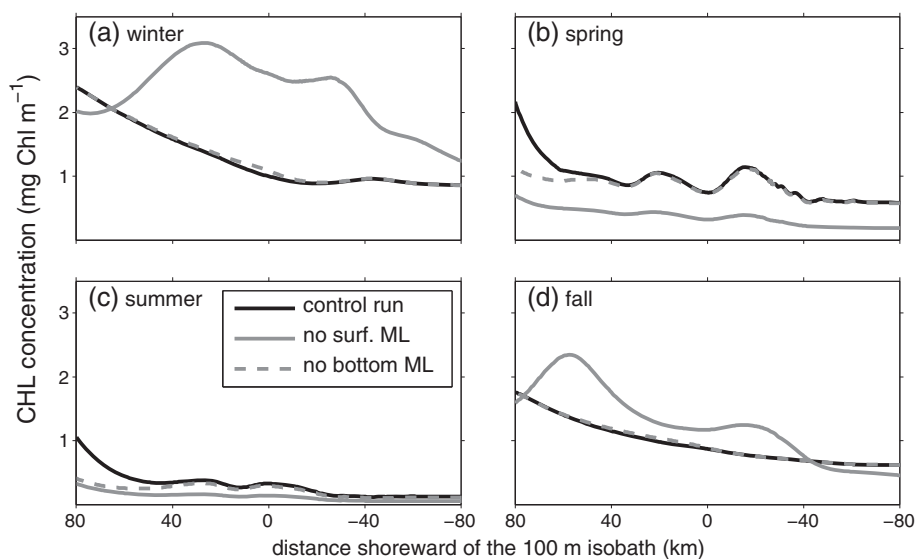 (a) winter
(b) spring
3
2
1
CHL concentration (mg Chl m⁻¹)
(c) summer
control run
no surf. ML
no bottom ML
(d) fall
3
2
1
80 40 0 −40 −80
80 40 0 −40 −80
distance shoreward of the 100 m isobath (km)